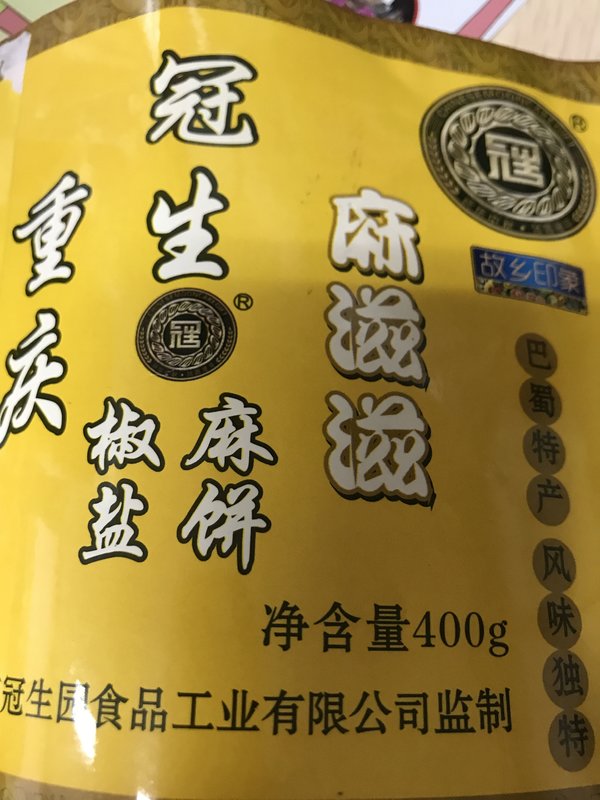 冠
冠生
重庆
冠
麻饼
椒盐
麻滋滋
故乡印象
巴蜀特产 风味独特
净含量400g
冠生园食品工业有限公司监制